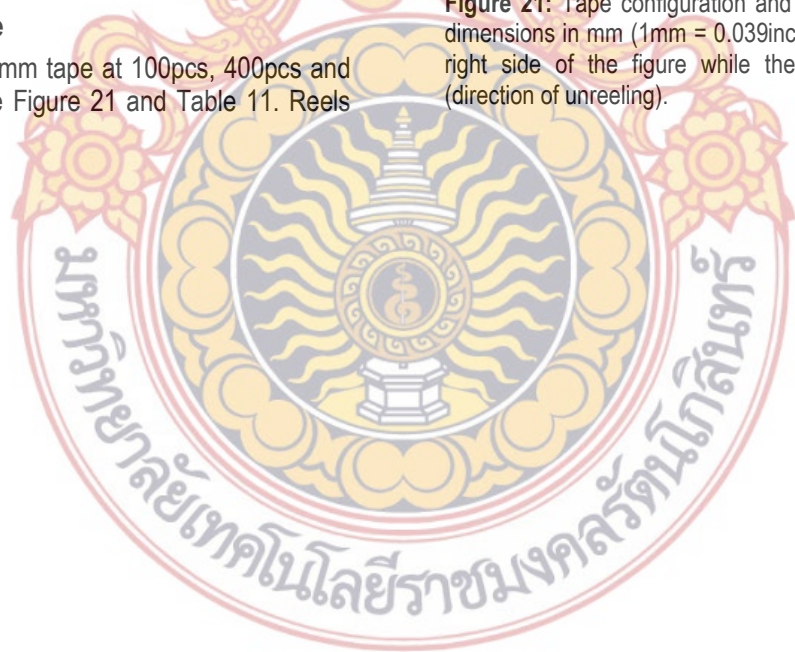 mm tape at 100pcs, 400pcs and
Figure 21 and Table 11. Reels
Figure 21: Tape configuration and
dimensions in mm (1mm = 0.039inc
right side of the figure while the
(direction of unreeling).
มหาวิทยาลัยเทคโนโลยีราชมงคลรัตนโกสินทร์